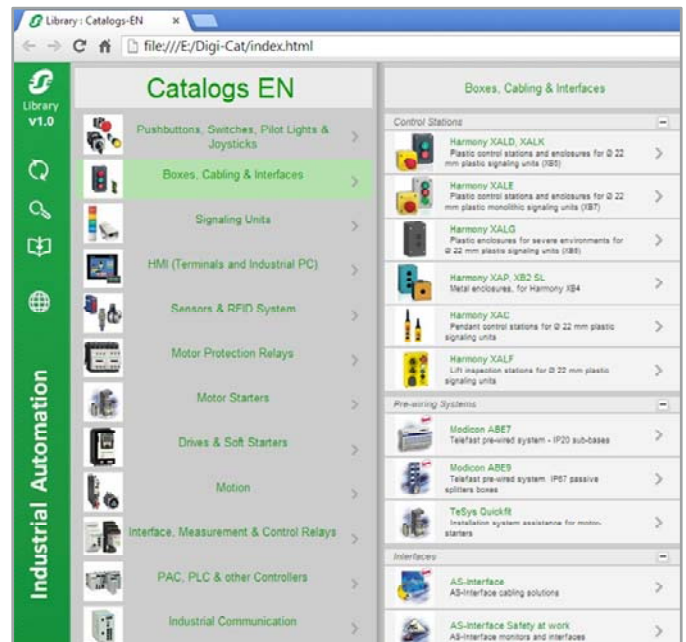 Library : Catalogs-EN
file:///E:/Digi-Cat/index.html
Library
v1.0
Industrial Automation
Catalogs EN
Pushbuttons, Switches, Pilot Lights &
Joysticks
Boxes, Cabling & Interfaces
Signaling Units
HMI (Terminals and Industrial PC)
Sensors & RFID System
Motor Protection Relays
Motor Starters
Drives & Soft Starters
Motion
Interface, Measurement & Control Relays
PAC, PLC & other Controllers
Industrial Communication
Boxes, Cabling & Interfaces
Control Stations
Harmony XALD, XALK
Plastic control stations and enclosures for Ø 22
mm plastic signaling units (XB5)
Harmony XALE
Plastic control stations and enclosures for Ø 22
mm plastic monolithic signaling units (XB7)
Harmony XALG
Plastic enclosures for severe environments for
Ø 22 mm plastic signaling units
Harmony XAP, XB2 SL
Metal enclosures, for Harmony XB4
Harmony XAC
Pendant control stations for Ø 22 mm plastic
signaling units
Harmony XALF
Lift inspection stations for Ø 22 mm plastic
signaling units
Pre-wiring Systems
Modicon ABE7
Telefast pre-wired system - IP20 sub-bases
Modicon ABE9
Telefast pre-wired system. IP67 passive
splitters boxes
TeSys Quickfit
Installation system assistance for motor-
starters
Interfaces
AS-Interface
AS-Interface cabling solutions
AS-Interface Safety at work
AS-Interface monitors and interfaces